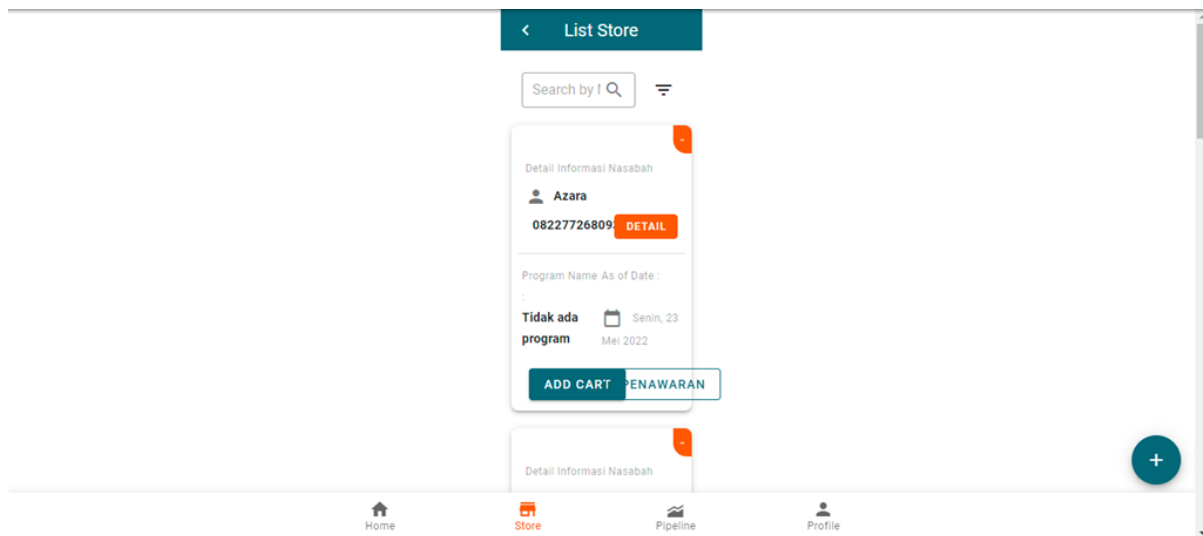 List Store
Search by
Detail Informasi Nasabah
Azara
08227726809
DETAIL
Program Name
As of Date :
:
Tidak ada
program
Senin, 23
Mei 2022
ADD CART
PENAWARAN
-
Detail Informasi Nasabah
-
+
Home
Store
Pipeline
Profile